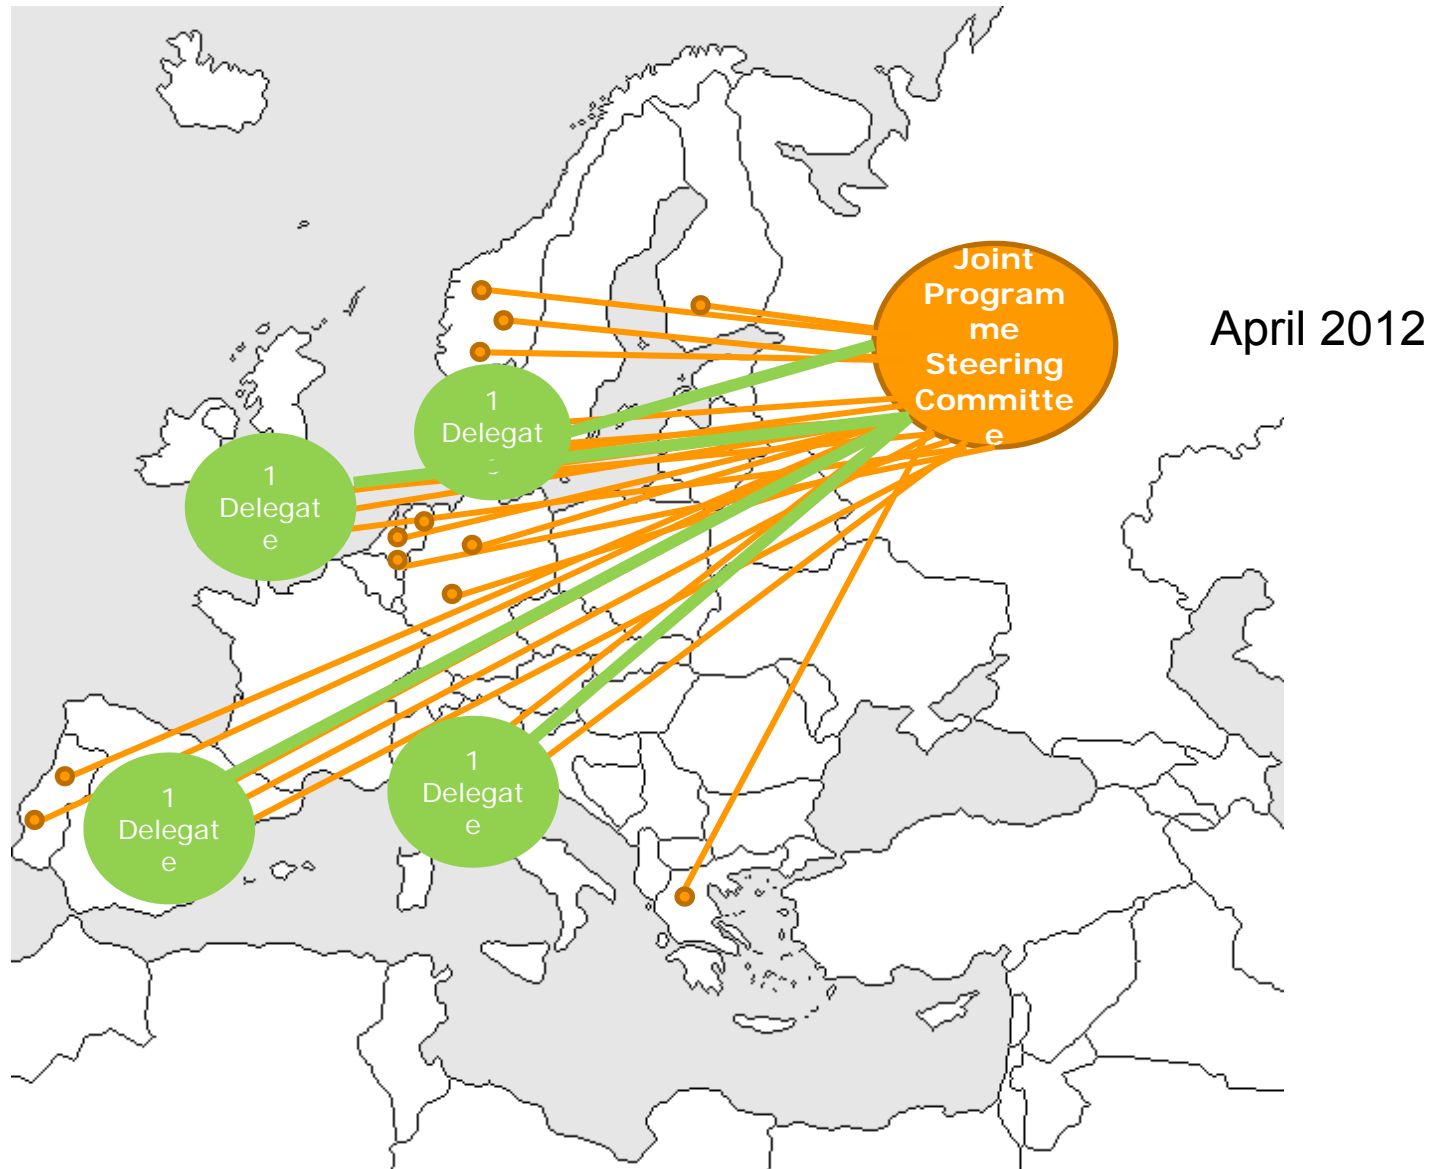 Joint
Program
me
Steering
Committe
e
April 2012
1
Delegat
1
Delegat
e
1
Delegat
e
1
Delegat
e